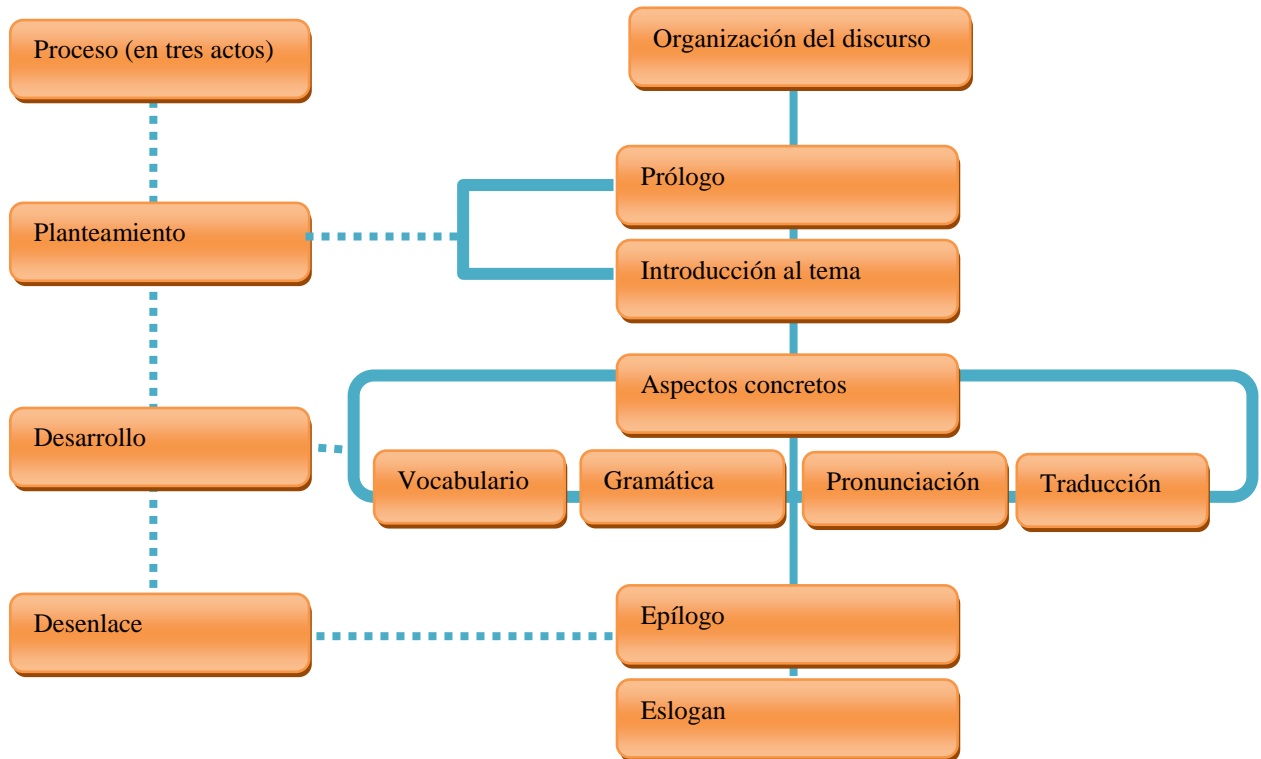 Proceso (en tres actos)
Organización del discurso
Prólogo
Planteamiento
Introducción al tema
Aspectos concretos
Desarrollo
Vocabulario
Gramática
Pronunciación
Traducción
Desenlace
Epílogo
Eslogan